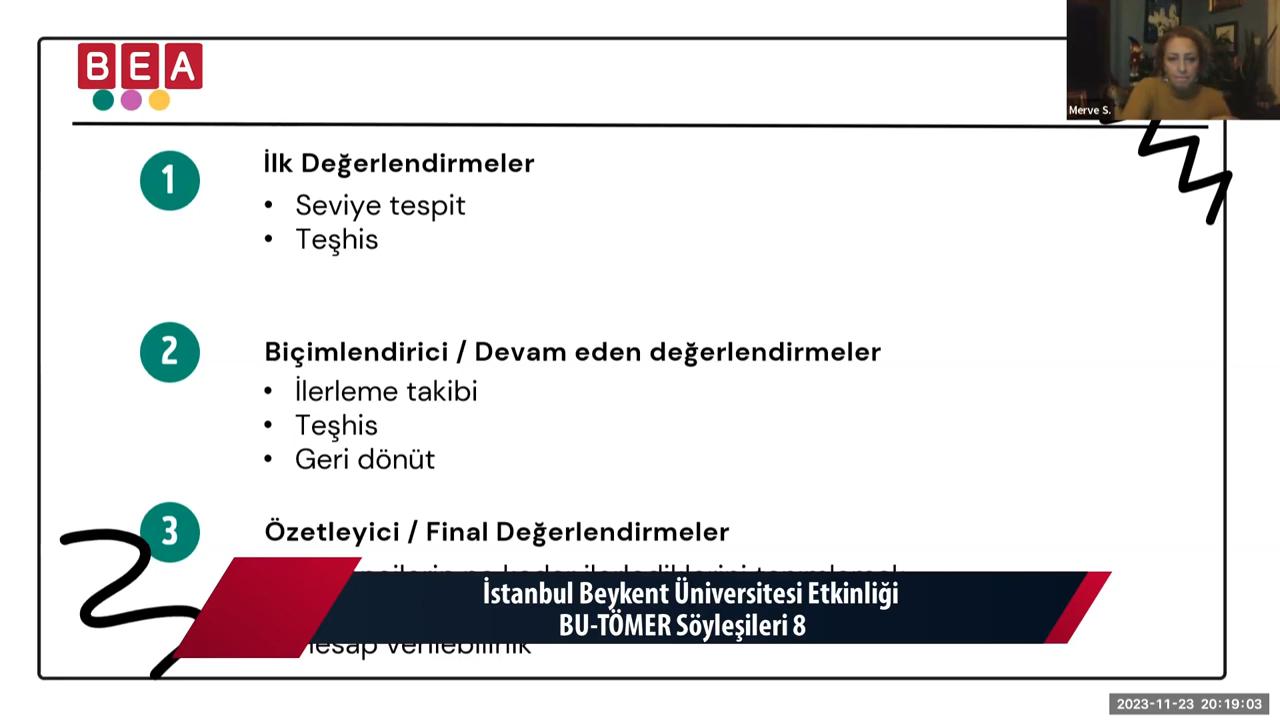 BEA
Merve S.
1
İlk Değerlendirmeler
• Seviye tespit
• Teşhis
2
Biçimlendirici / Devam eden değerlendirmeler
• İlerleme takibi
• Teşhis
• Geri dönüt
3
Özetleyici / Final Değerlendirmeler
İstanbul Beykent Üniversitesi Etkinliği
BU-TÖMER Söyleşileri 8
2023-11-23 20:19:03